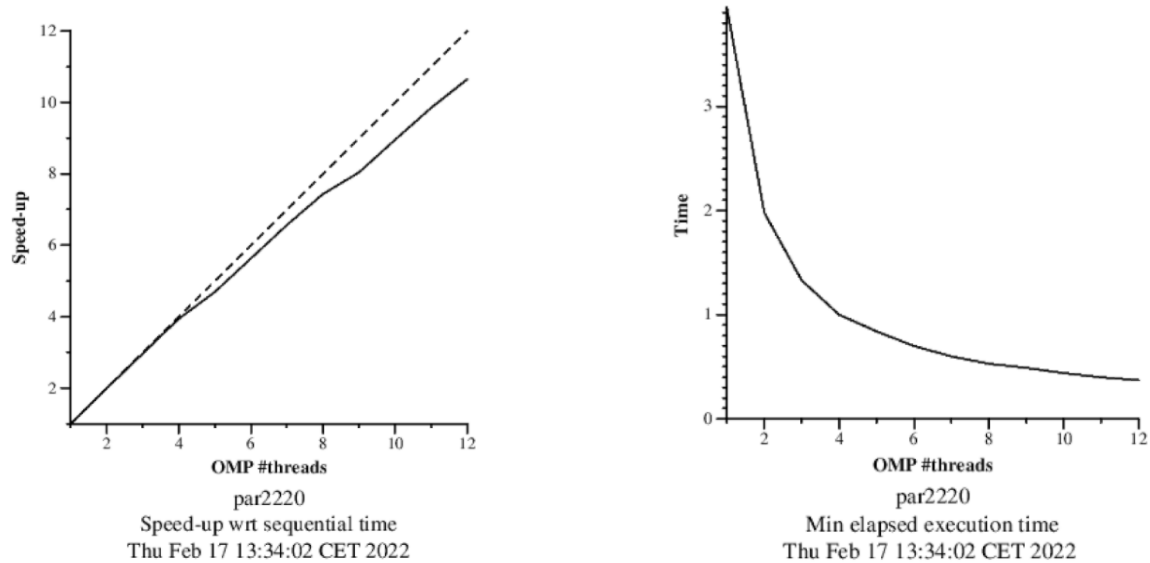 12
10
8
6
4
2
Speed-up
2 4 6 8 10 12
OMP #threads
par2220
Speed-up wrt sequential time
Thu Feb 17 13:34:02 CET 2022
3
2
1
0
Time
2 4 6 8 10 12
OMP #threads
par2220
Min elapsed execution time
Thu Feb 17 13:34:02 CET 2022